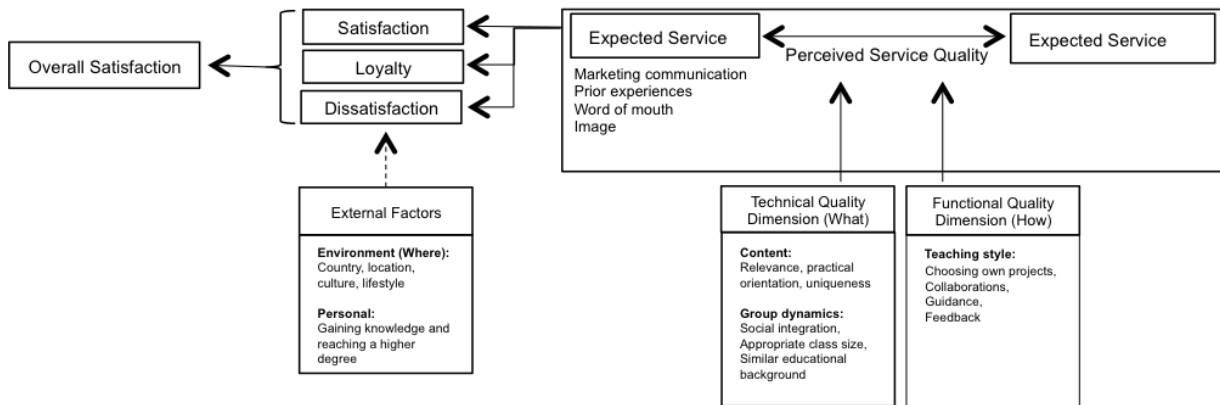 Overall Satisfaction
Satisfaction
Loyalty
Dissatisfaction
Expected Service
Marketing communication
Prior experiences
Word of mouth
Image
Perceived Service Quality
Expected Service
External Factors
Environment (Where):
Country, location,
culture, lifestyle
Personal:
Gaining knowledge and
reaching a higher
degree
Technical Quality
Dimension (What)
Content:
Relevance, practical
orientation, uniqueness
Group dynamics:
Social integration,
Appropriate class size,
Similar educational
background
Functional Quality
Dimension (How)
Teaching style:
Choosing own projects,
Collaborations,
Guidance,
Feedback